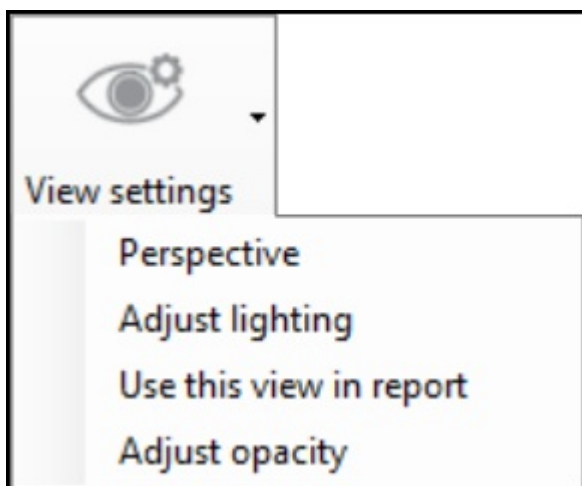 View settings
Perspective
Adjust lighting
Use this view in report
Adjust opacity